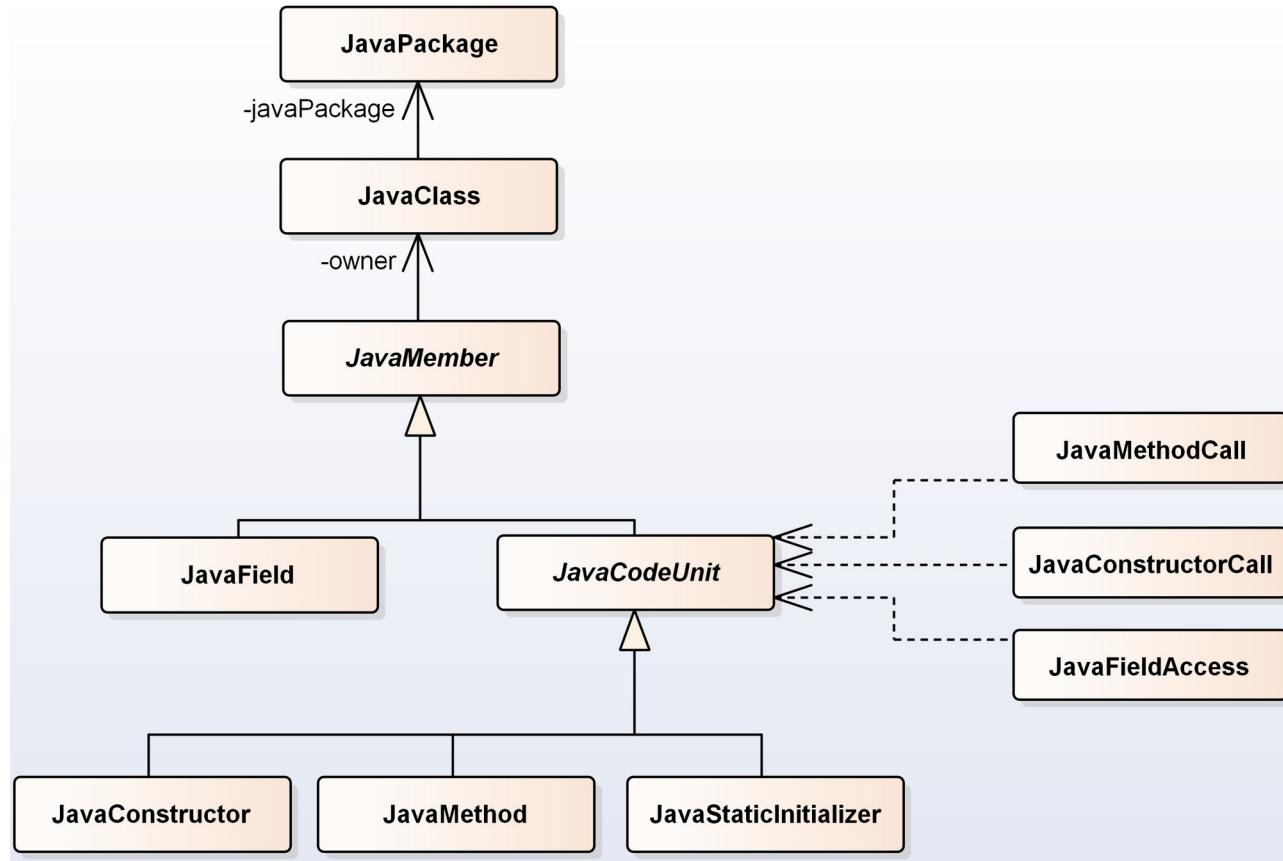 JavaPackage
-javaPackage
JavaClass
-owner
JavaMember
JavaMethodCall
JavaField
JavaCodeUnit
JavaConstructorCall
JavaFieldAccess
JavaConstructor
JavaMethod
JavaStaticInitializer